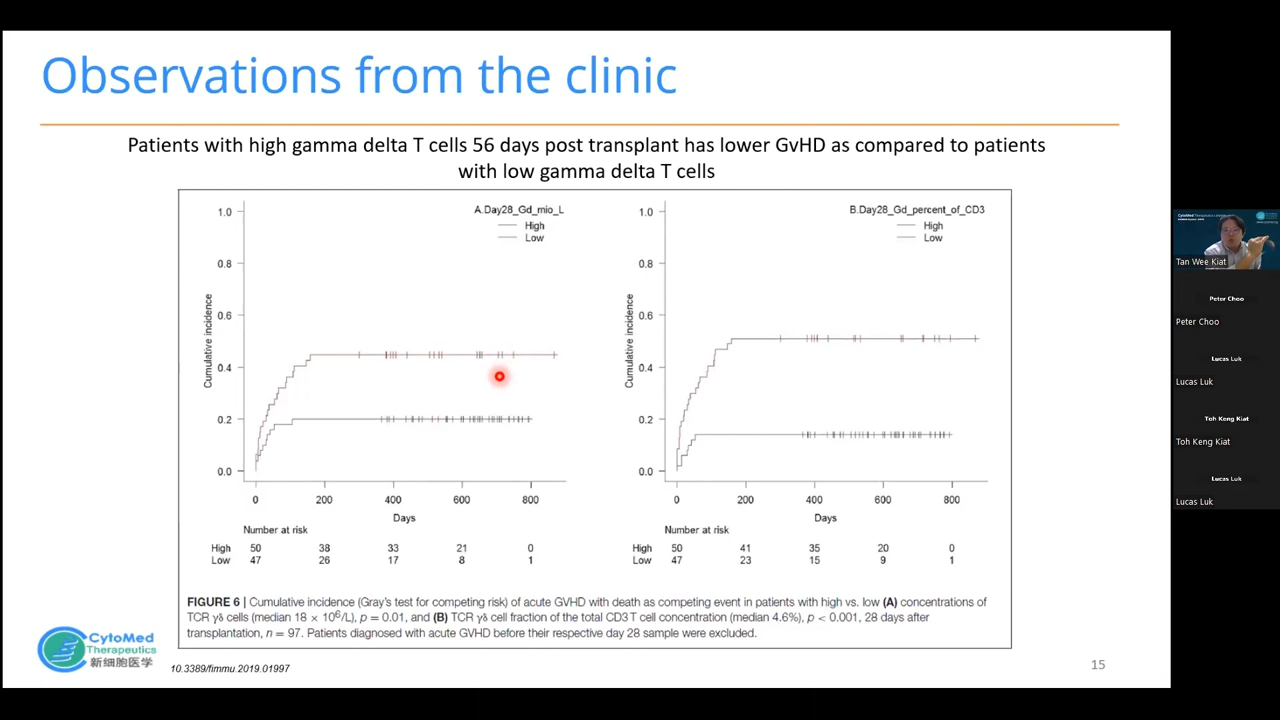 Observations from the clinic
Patients with high gamma delta T cells 56 days post transplant has lower GvHD as compared to patients
with low gamma delta T cells
A.Day28_Gd_mio_L
High
Low
1.0
0.8
0.6
0.4
0.2
0.0
Cumulative incidence
0 200 400 600 800
Days
Number at risk
High 50 38 33 21 0
Low 47 26 17 8 1
B.Day28_Gd_percent_of_CD3
High
Low
1.0
0.8
0.6
0.4
0.2
0.0
Cumulative incidence
0 200 400 600 800
Days
Number at risk
High 50 41 35 20 0
Low 47 23 15 9 1
FIGURE 6 | Cumulative incidence (Gray's test for competing risk) of acute GVHD with death as competing event in patients with high vs. low (A) concentrations of
TCR γδ cells (median 18 × 10⁶/L), p = 0.01, and (B) TCR γδ cell fraction of the total CD3 T cell concentration (median 4.6%), p < 0.001, 28 days after
transplantation, n = 97. Patients diagnosed with acute GVHD before their respective day 28 sample were excluded.
CytoMed
Therapeutics
新细胞医学
10.3389/fimmu.2019.01997
15
Tan Wee Kiat
Peter Choo
Peter Choo
Lucas Luk
Lucas Luk
Toh Keng Kiat
Toh Keng Kiat
Lucas Luk
Lucas Luk